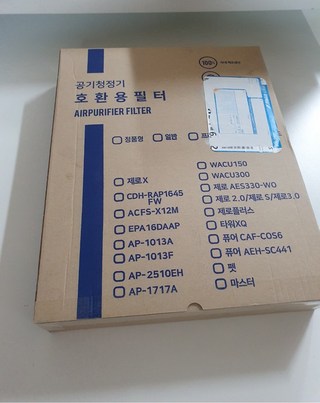 공기청정기
호환용필터
AIRPURIFIER FILTER
정품형
일반
제로X
CDH-RAP1645
FW
ACFS-X12M
EPA16DAAP
AP-1013A
AP-1013F
AP-2510EH
AP-1717A
WACU150
WACU300
제로 AES330-WO
제로 2.0/제로 S/제로3.0
제로플러스
타워XQ
퓨어 CAF-COS6
퓨어 AEH-SC441
펫
마스터